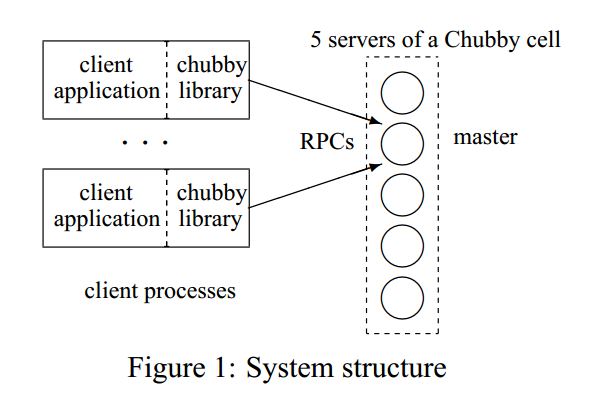 5 servers of a Chubby cell
client chubby
application library
. . .
RPCs
master
client chubby
application library
client processes
Figure 1: System structure